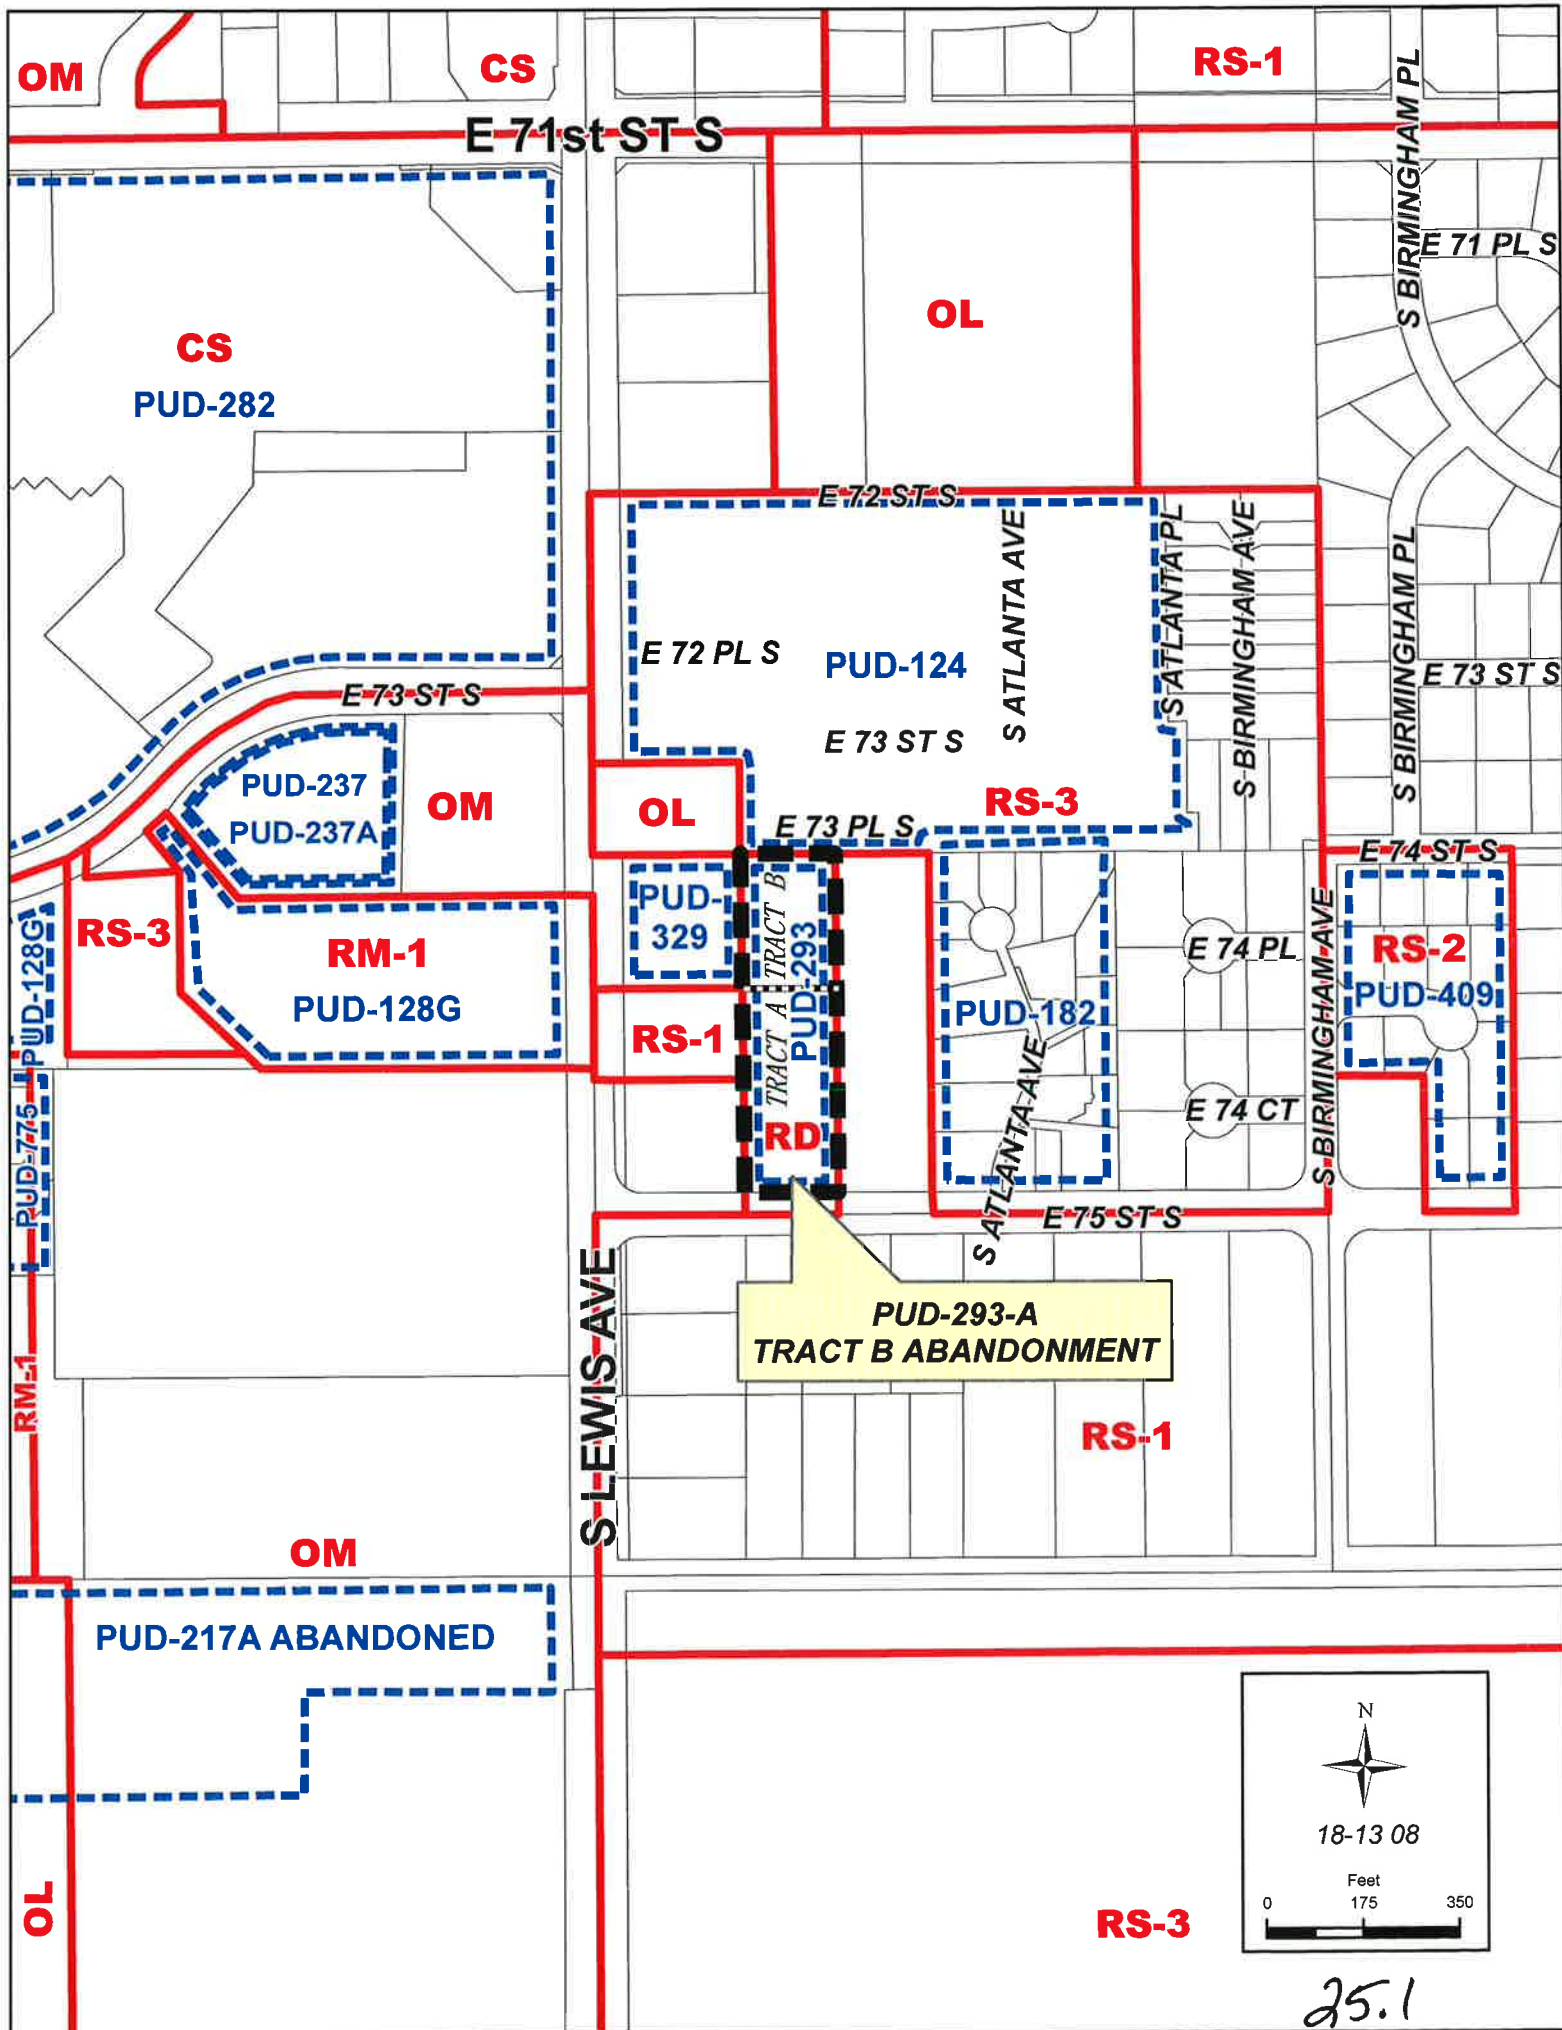 OM
CS
RS-1
E 71st ST S
S BIRMINGHAM PL
E 71 PL S
OL
CS
PUD-282
E 72 ST S
S ATLANTA AVE
S ATLANTA PL
S BIRMINGHAM AVE
S BIRMINGHAM PL
E 72 PL S
PUD-124
E 73 ST S
E 73 ST S
E 73 ST S
PUD-237
PUD-237A
OM
OL
RS-3
E 73 PL S
E 74 ST S
PUD-128G
RS-3
RM-1
PUD-128G
PUD-
329
TRACT B
TRACT A
PUD-293
RS-1
RD
PUD-182
S ATLANTA AVE
E 74 PL
E 74 CT
S BIRMINGHAM AVE
RS-2
PUD-409
PUD-775
E 75 ST S
S LEWIS AVE
PUD-293-A
TRACT B ABANDONMENT
RM-1
RS-1
OM
PUD-217A ABANDONED
OL
RS-3
N
18-13 08
Feet
0 175 350
25.1